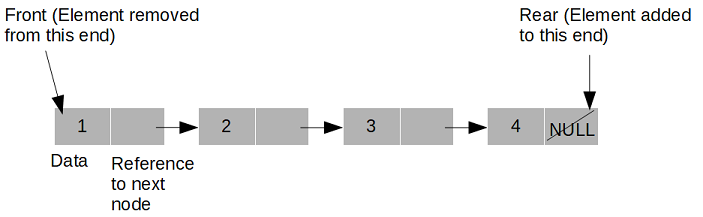 Front (Element removed
from this end)
Rear (Element added
to this end)
1
2
3
4
NULL
Data
Reference
to next
node